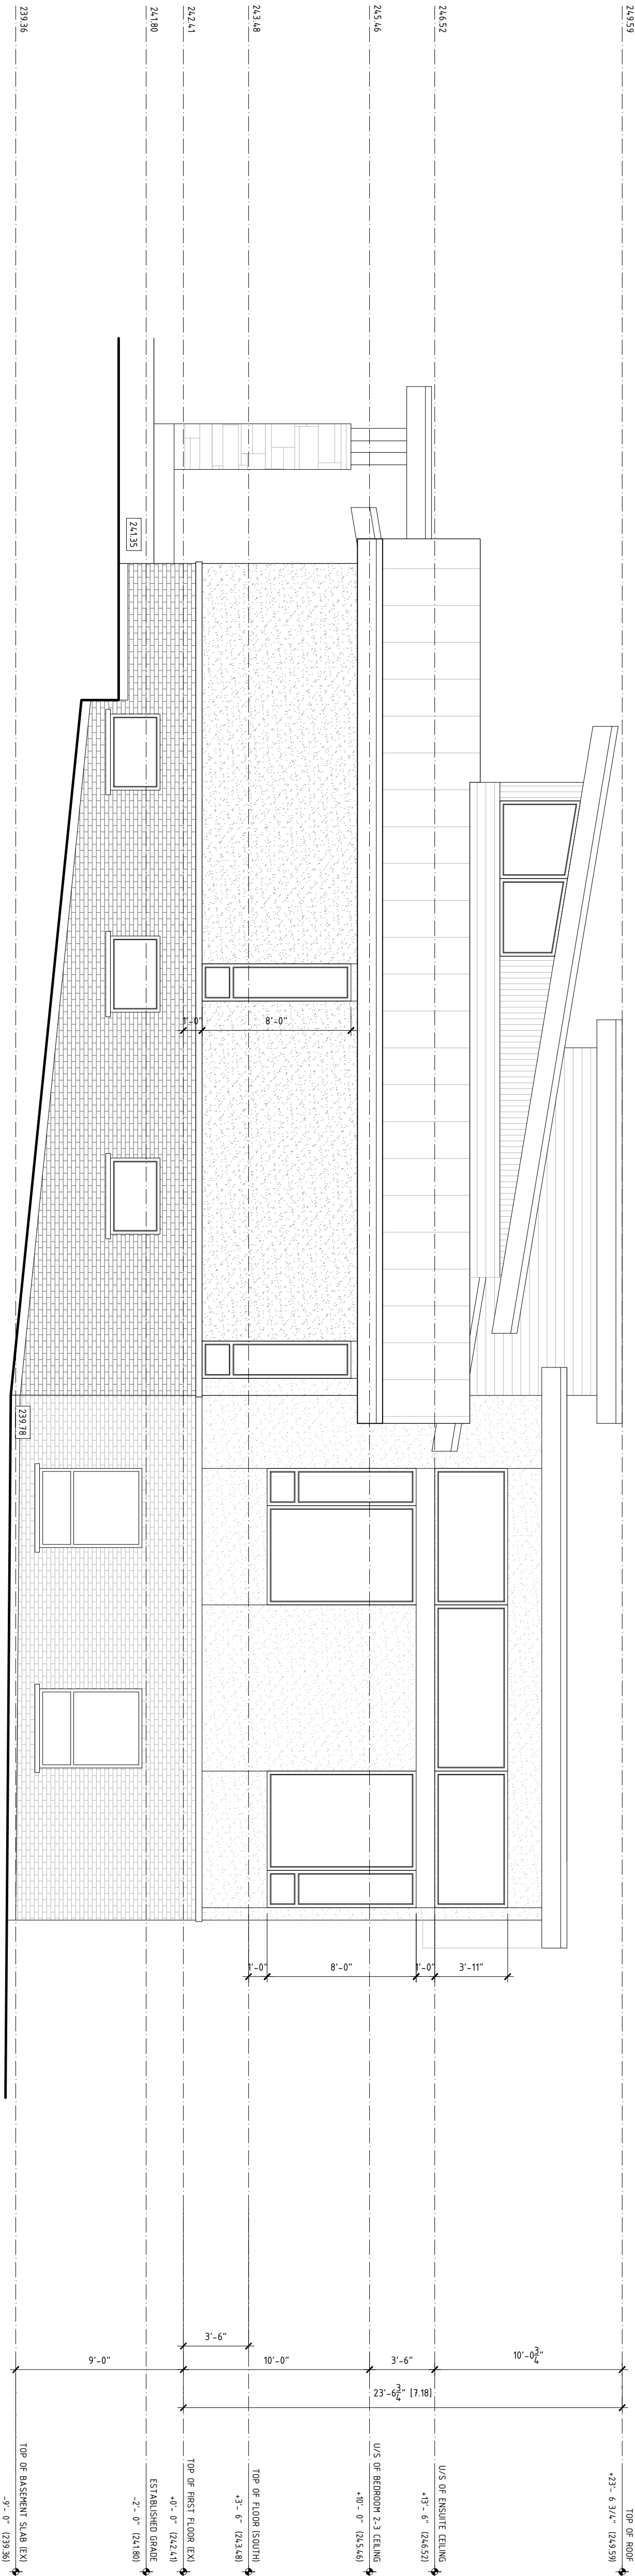 249.59
246.52
245.46
243.48
242.41
241.80
239.36
241.35
8'-0"
1'-0"
239.78
3'-11"
1'-0"
8'-0"
1'-0"
3'-6"
10'-0 3/4"
3'-6"
10'-0"
9'-0"
23'-6 3/4" [7.18]
TOP OF ROOF
+23'- 6 3/4" (249.59)
U/S OF ENSUITE CEILING
+13'- 6" (246.52)
U/S OF BEDROOM 2-3 CEILING
+10'- 0" (245.46)
TOP OF FLOOR (SOUTH)
+3'- 6" (243.48)
TOP OF FIRST FLOOR (EX)
+0'- 0" (242.41)
ESTABLISHED GRADE
-2'- 0" (241.80)
TOP OF BASEMENT SLAB (EX)
-9'- 0" (239.36)